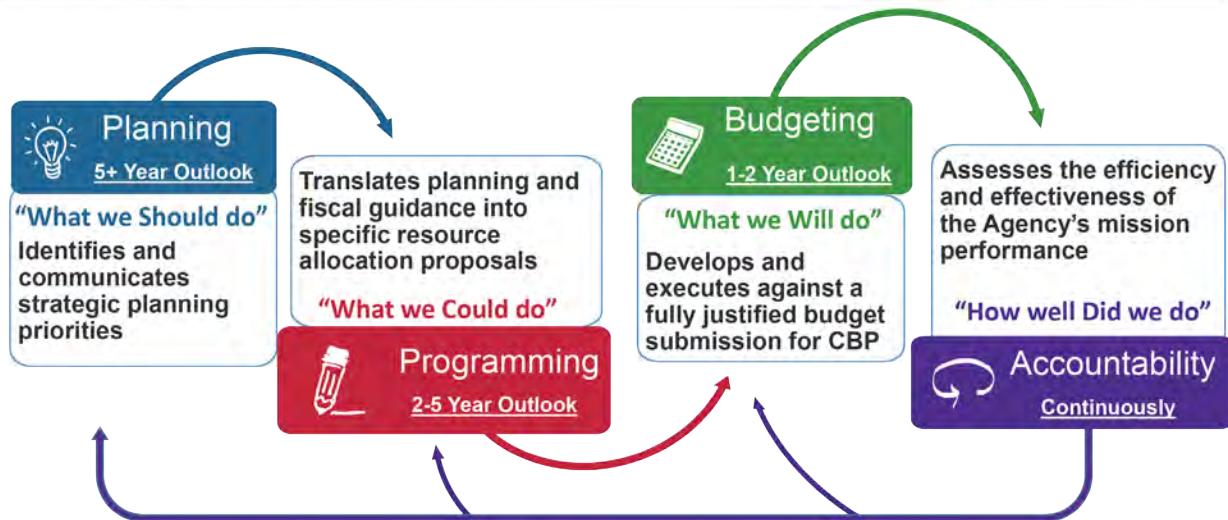 Planning
5+ Year Outlook
“What we Should do”
Identifies and
communicates
strategic planning
priorities
Translates planning and
fiscal guidance into
specific resource
allocation proposals
“What we Could do”
Programming
2-5 Year Outlook
Budgeting
1-2 Year Outlook
“What we Will do”
Develops and
executes against a
fully justified budget
submission for CBP
Assesses the efficiency
and effectiveness of
the Agency’s mission
performance
“How well Did we do”
Accountability
Continuously